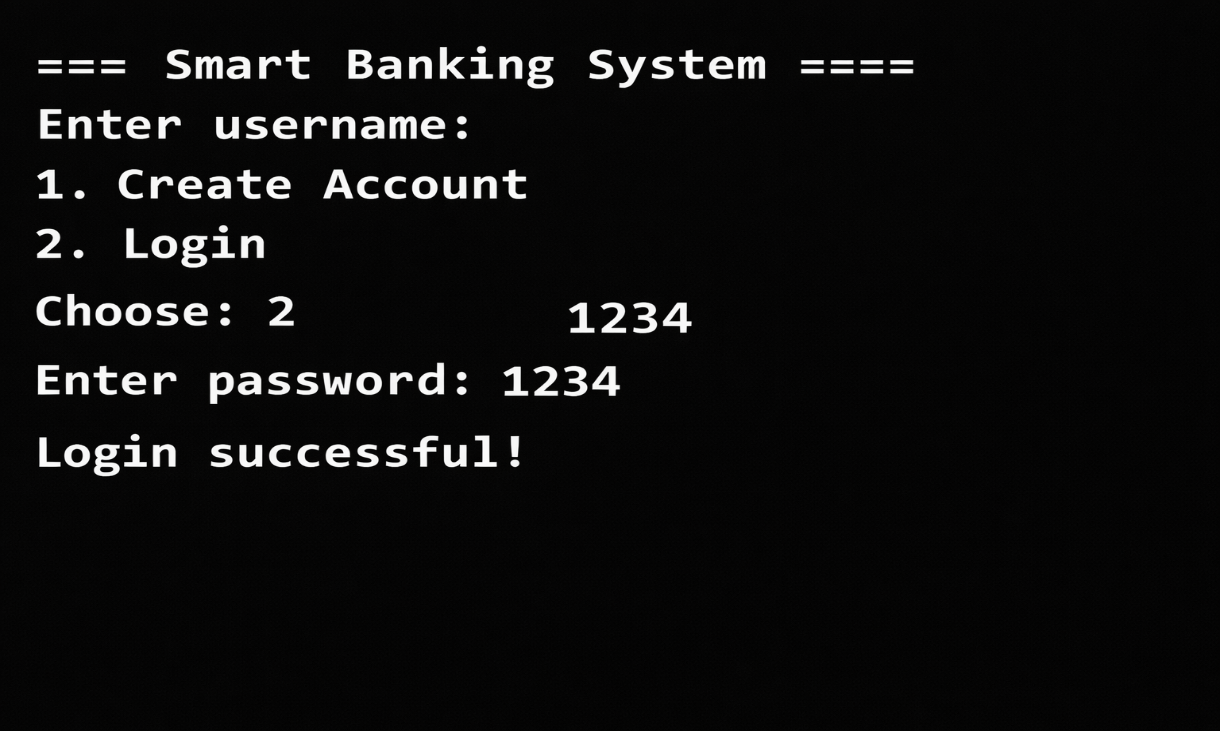 === Smart Banking System ====
Enter username:
1. Create Account
2. Login
Choose: 2 1234
Enter password: 1234
Login successful!